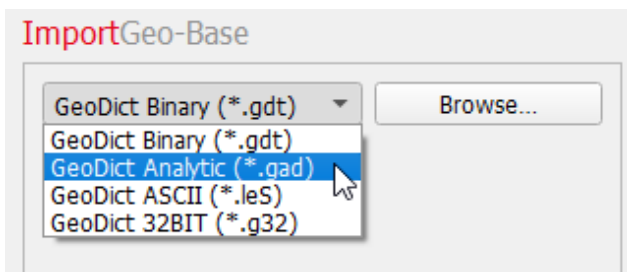 ImportGeo-Base
GeoDict Binary (*.gdt) Browse...
GeoDict Binary (*.gdt)
GeoDict Analytic (*.gad)
GeoDict ASCII (*.leS)
GeoDict 32BIT (*.g32)